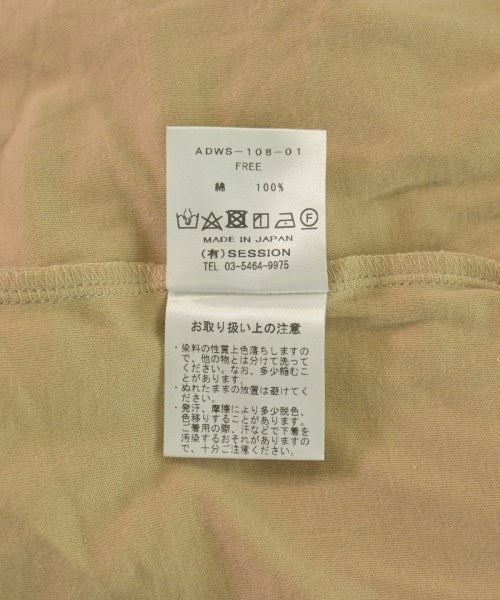 ADWS-108-01
FREE
綿 100%
MADE IN JAPAN
(有)SESSION
TEL 03-5464-9975
お取り扱い上の注意
・染料の性質上色落ちしますの
で、他の物とは分けて洗って
ください。なお、多少縮むこ
とがあります。
・ぬれたままの放置は避けてく
ださい。
・発汗、摩擦により多少脱色、
色移りすることがあります。
ご着用の際、汗などで下着を
汚染するおそれがありますの
で、十分ご注意ください。